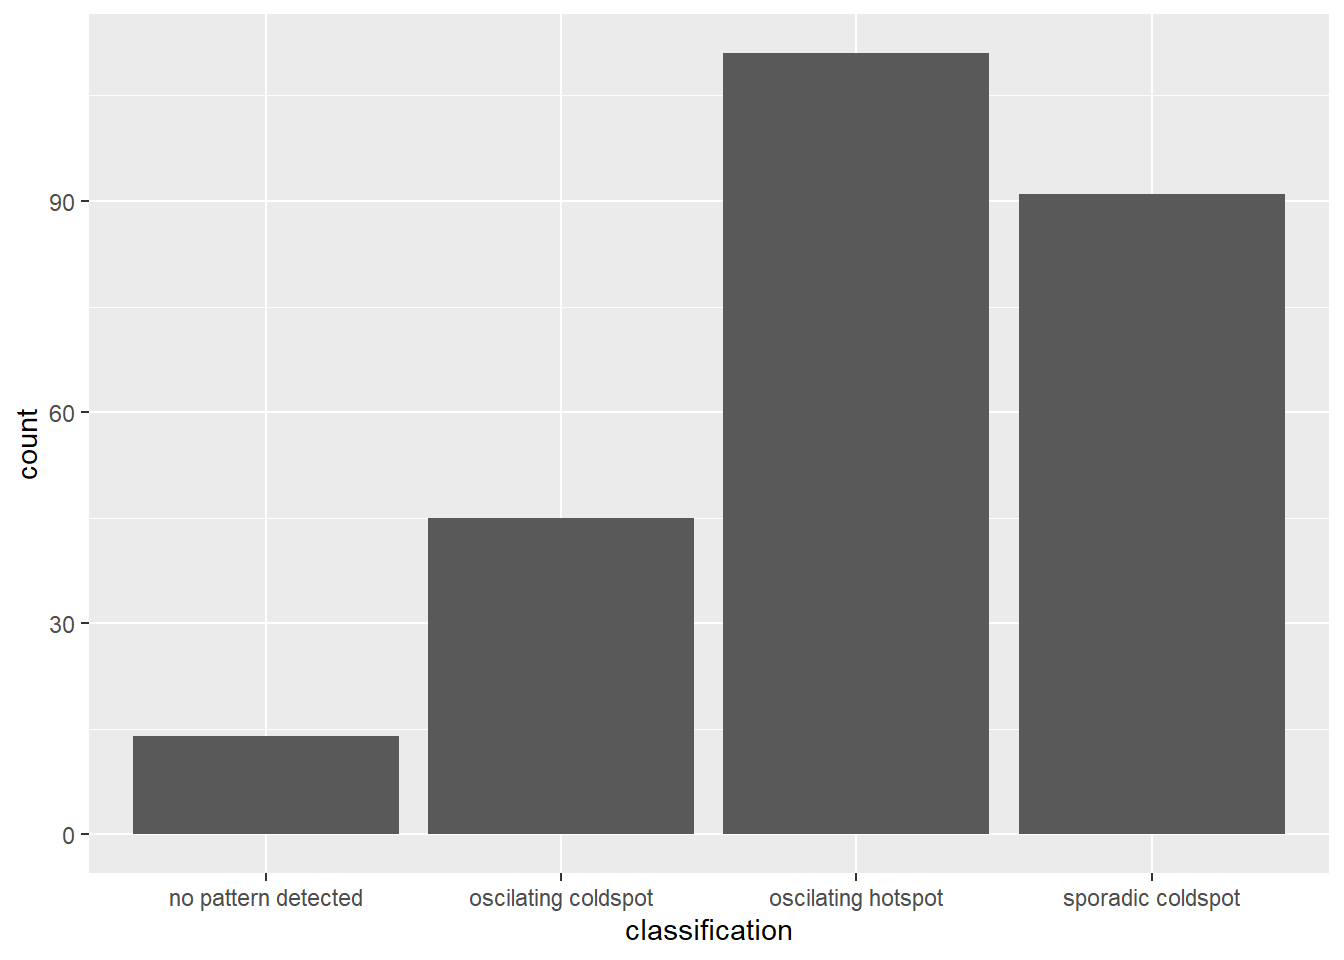 count
90
60
30
0
no pattern detected
oscilating coldspot
oscilating hotspot
sporadic coldspot
classification